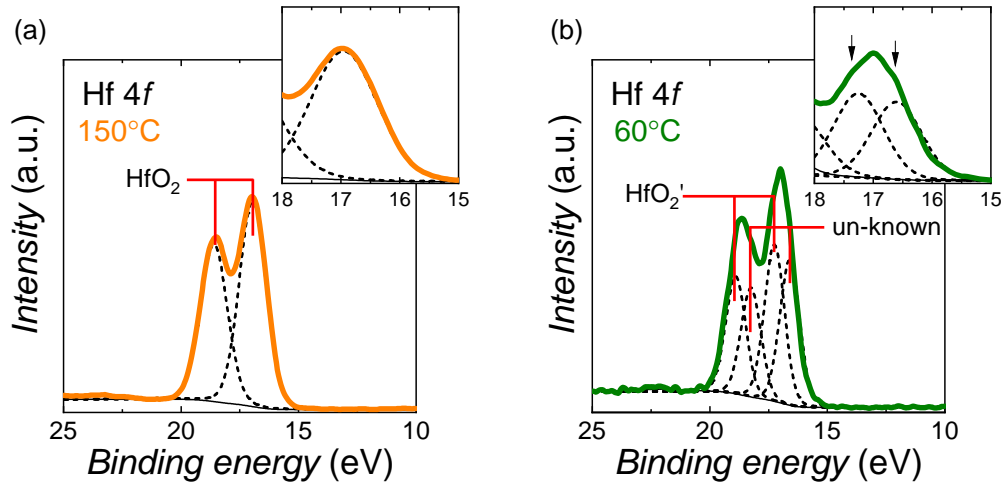 (a)
Hf 4f
150°C
HfO2
Intensity (a.u.)
18 17 16 15
25 20 15 10
Binding energy (eV)
(b)
Hf 4f
60°C
HfO2'
un-known
Intensity (a.u.)
18 17 16 15
25 20 15 10
Binding energy (eV)